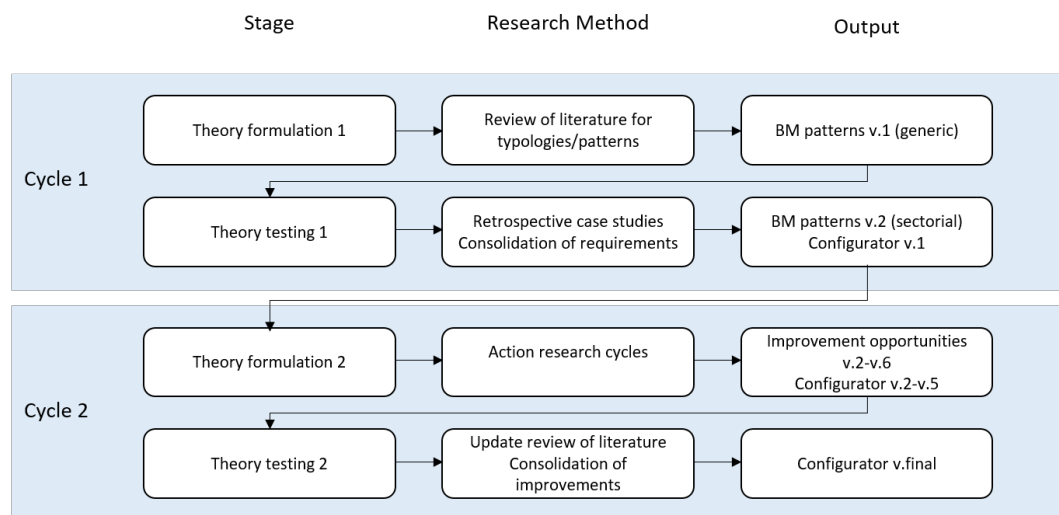 Stage
Research Method
Output
Cycle 1
Theory formulation 1
Review of literature for
typologies/patterns
BM patterns v.1 (generic)
Theory testing 1
Retrospective case studies
Consolidation of requirements
BM patterns v.2 (sectorial)
Configurator v.1
Cycle 2
Theory formulation 2
Action research cycles
Improvement opportunities
v.2-v.6
Configurator v.2-v.5
Theory testing 2
Update review of literature
Consolidation of
improvements
Configurator v.final